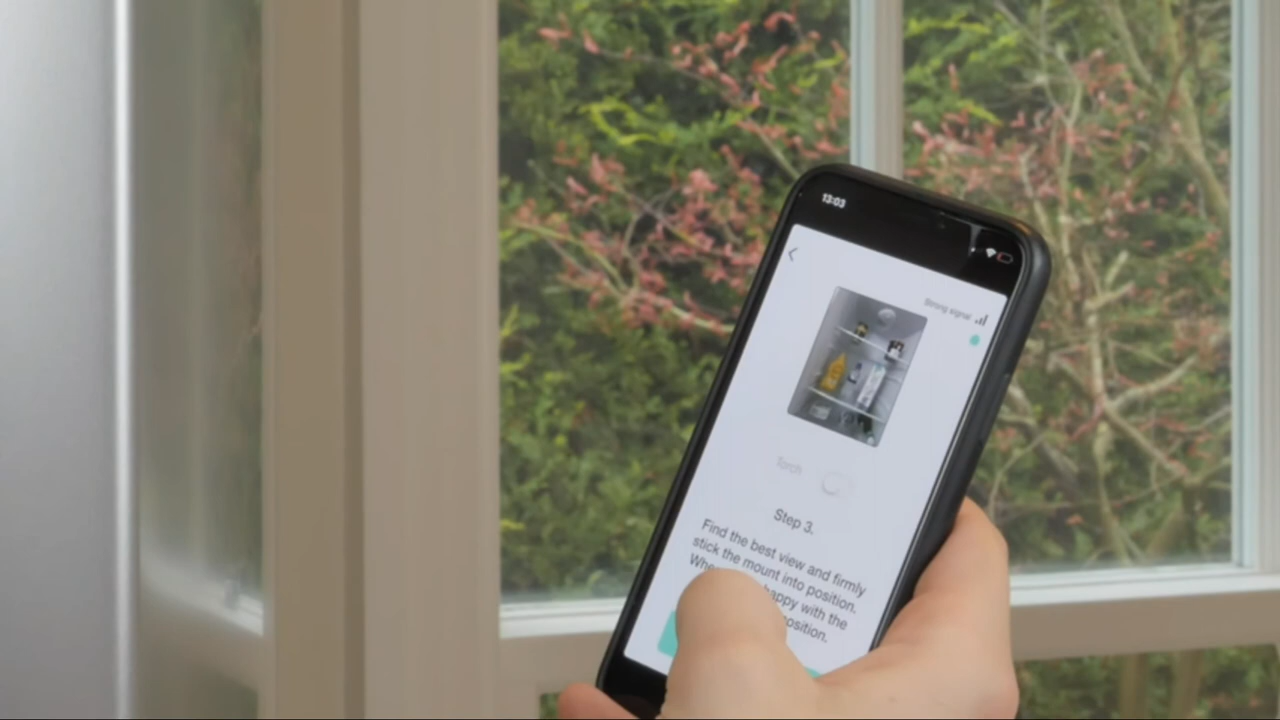 13:03
Strong signal
Torch
Step 3.
Find the best view and firmly
stick the mount into position.
happy with the
position.